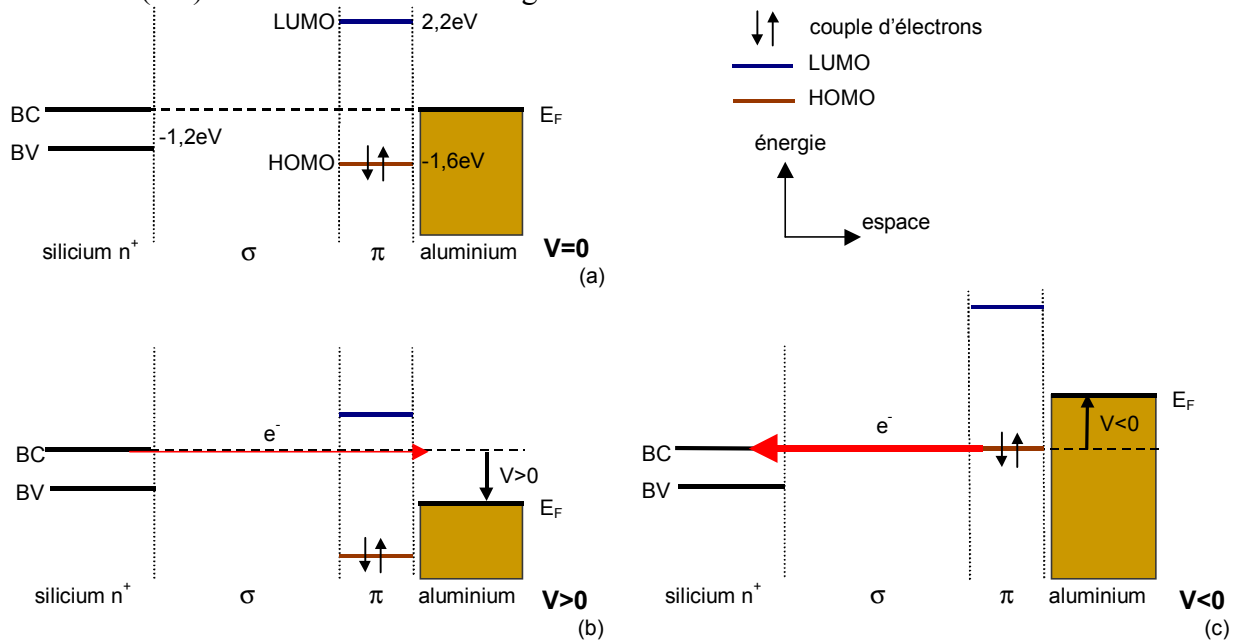 LUMO 2,2eV
BC
BV
-1,2eV
HOMO -1,6eV
E_F
silicium n⁺ σ π aluminium V=0
(a)
couple d'électrons
LUMO
HOMO
énergie
espace
BC
BV
e⁻
V>0
E_F
silicium n⁺ σ π aluminium V>0
(b)
BC
BV
e⁻
V<0
E_F
silicium n⁺ σ π aluminium V<0
(c)